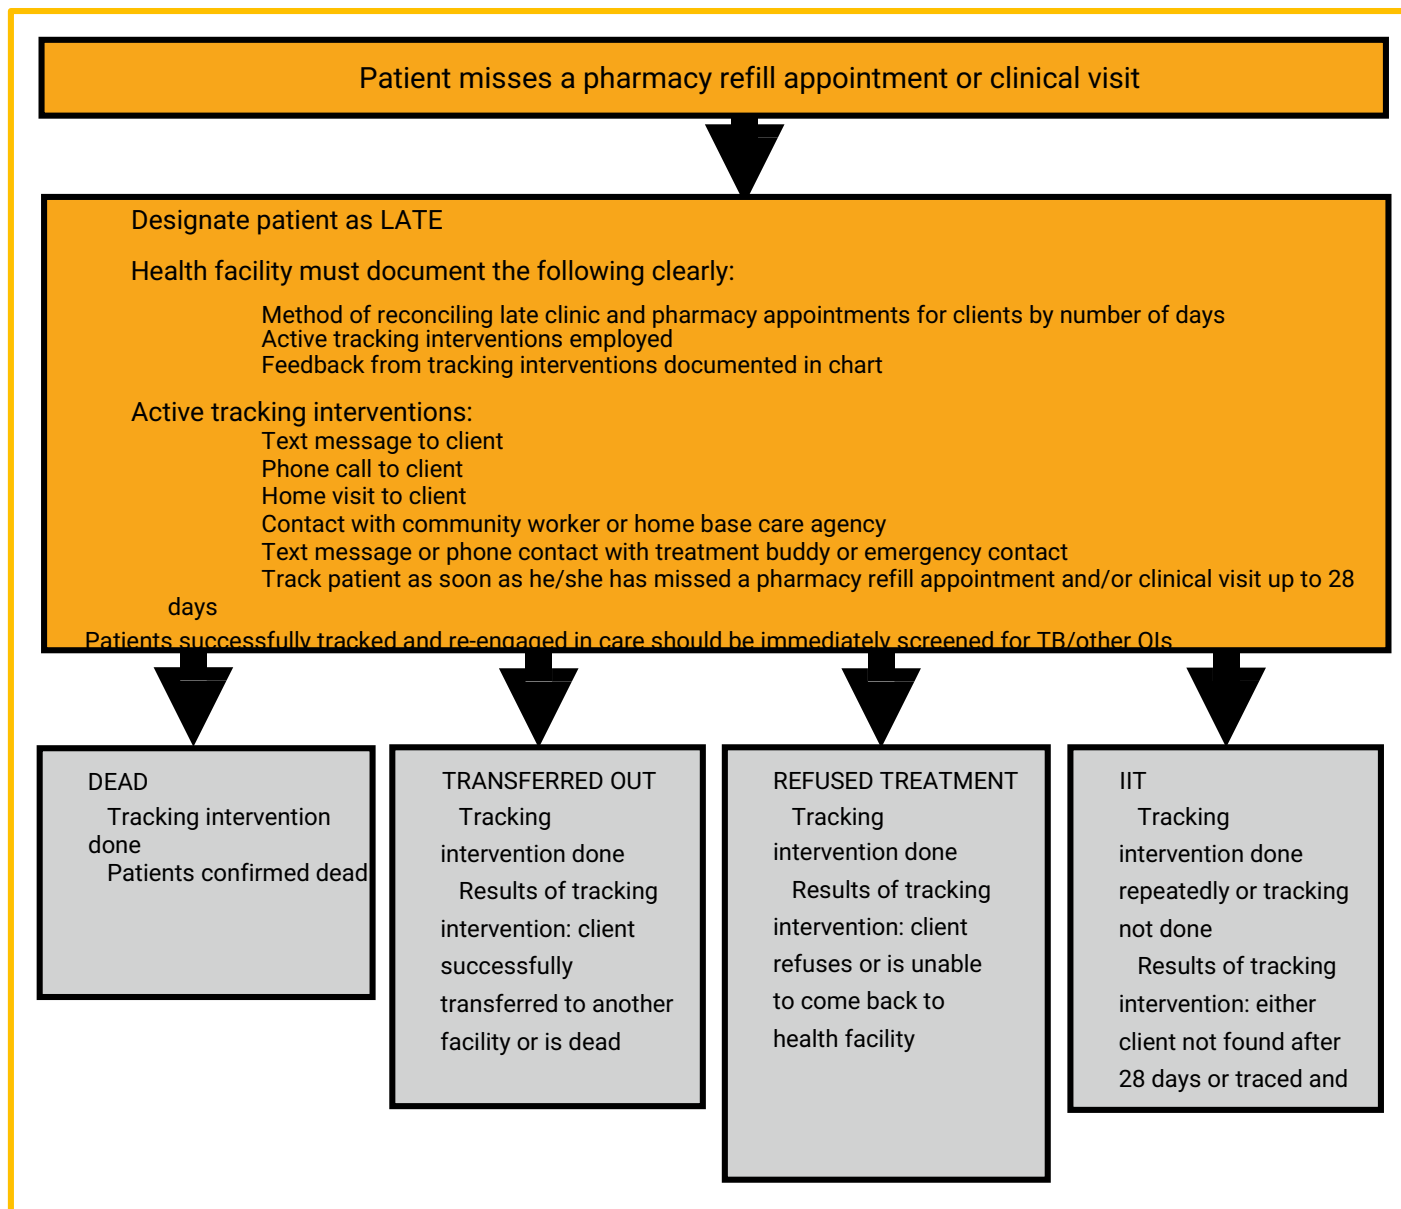 Patient misses a pharmacy refill appointment or clinical visit
Designate patient as LATE
Health facility must document the following clearly:
Method of reconciling late clinic and pharmacy appointments for clients by number of days
Active tracking interventions employed
Feedback from tracking interventions documented in chart
Active tracking interventions:
Text message to client
Phone call to client
Home visit to client
Contact with community worker or home base care agency
Text message or phone contact with treatment buddy or emergency contact
Track patient as soon as he/she has missed a pharmacy refill appointment and/or clinical visit up to 28
days
Patients successfully tracked and re-engaged in care should be immediately screened for TB/other OIs
DEAD
Tracking intervention
done
Patients confirmed dead
TRANSFERRED OUT
Tracking
intervention done
Results of tracking
intervention: client
successfully
transferred to another
facility or is dead
REFUSED TREATMENT
Tracking
intervention done
Results of tracking
intervention: client
refuses or is unable
to come back to
health facility
IIT
Tracking
intervention done
repeatedly or tracking
not done
Results of tracking
intervention: either
client not found after
28 days or traced and